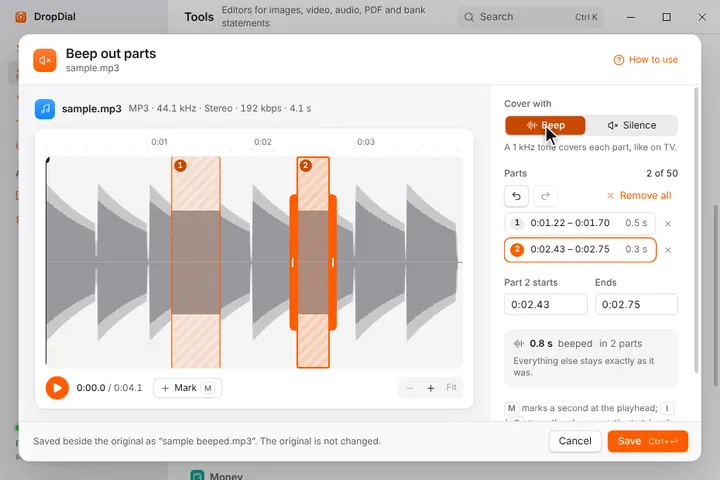 DropDial
Tools
Editors for images, video, audio, PDF and bank
statements
Search
Ctrl K
Beep out parts
sample.mp3
How to use
sample.mp3 MP3 · 44.1 kHz · Stereo · 192 kbps · 4.1 s
0:01 0:02 0:03
1 2
0:00.0 / 0:04.1
Mark M
Fit
Cover with
Beep Silence
A 1 kHz tone covers each part, like on TV.
Parts 2 of 50
Remove all
1 0:01.22 – 0:01.70 0.5 s
2 0:02.43 – 0:02.75 0.3 s
Part 2 starts Ends
0:02.43 0:02.75
0.8 s beeped in 2 parts
Everything else stays exactly as it
was.
M marks a second at the playhead; I
Saved beside the original as “sample beeped.mp3”. The original is not changed.
Cancel
Save Ctrl+↵
Money